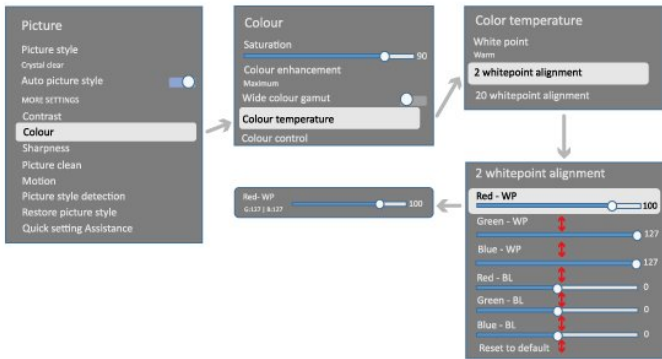 Picture
Picture style
Crystal clear
Auto picture style
MORE SETTINGS
Contrast
Colour
Sharpness
Picture clean
Motion
Picture style detection
Restore picture style
Quick setting Assistance
Colour
Saturation
90
Colour enhancement
Maximum
Wide colour gamut
Colour temperature
Colour control
Color temperature
White point
Warm
2 whitepoint alignment
20 whitepoint alignment
2 whitepoint alignment
Red - WP
100
Green - WP
127
Blue - WP
127
Red - BL
0
Green - BL
0
Blue - BL
0
Reset to default
Red- WP
G:127 | B:127
100